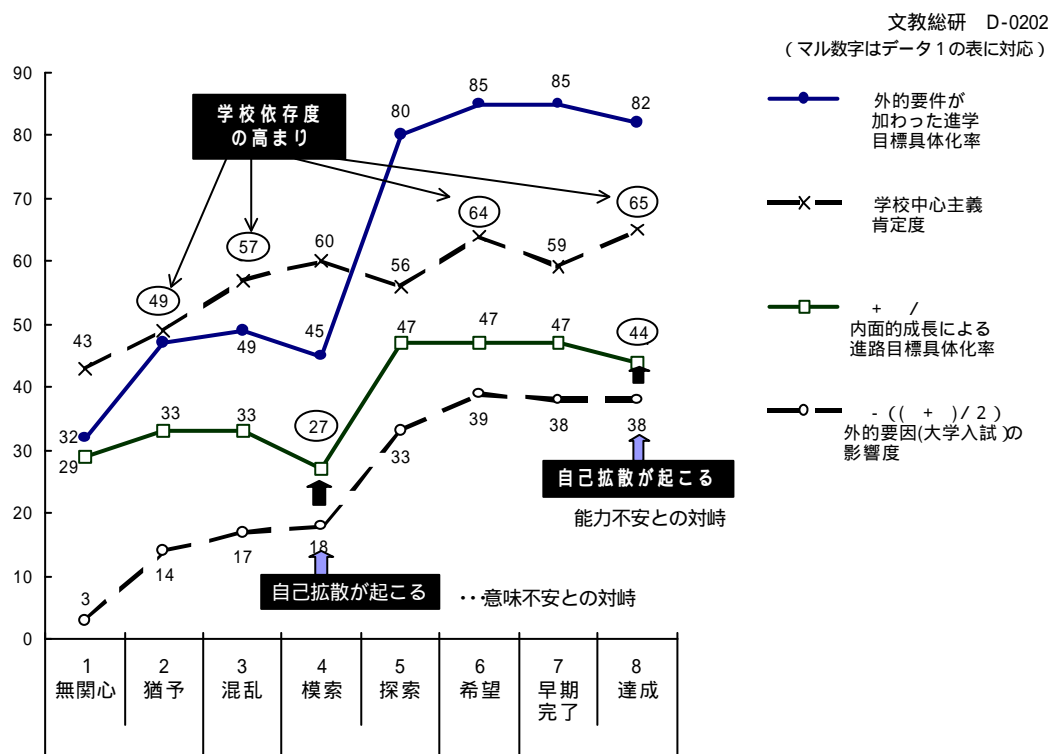 文教総研 D-0202
(マル数字はデータ1の表に対応)
90
80
70
60
50
40
30
20
10
0
学校依存度
の高まり
80
85
85
82
49
57
60
56
64
59
65
43
32
49
45
29
33
33
27
47
47
47
44
3
14
17
18
33
39
38
38
自己拡散が起こる
能力不安との対峙
自己拡散が起こる
…意味不安との対峙
1
無関心
2
猶予
3
混乱
4
模索
5
探索
6
希望
7
早期
完了
8
達成
外的要件が
加わった進学
目標具体化率
学校中心主義
肯定度
+ /
内面的成長による
進路目標具体化率
- (( + )/2)
外的要因(大学入試)の
影響度